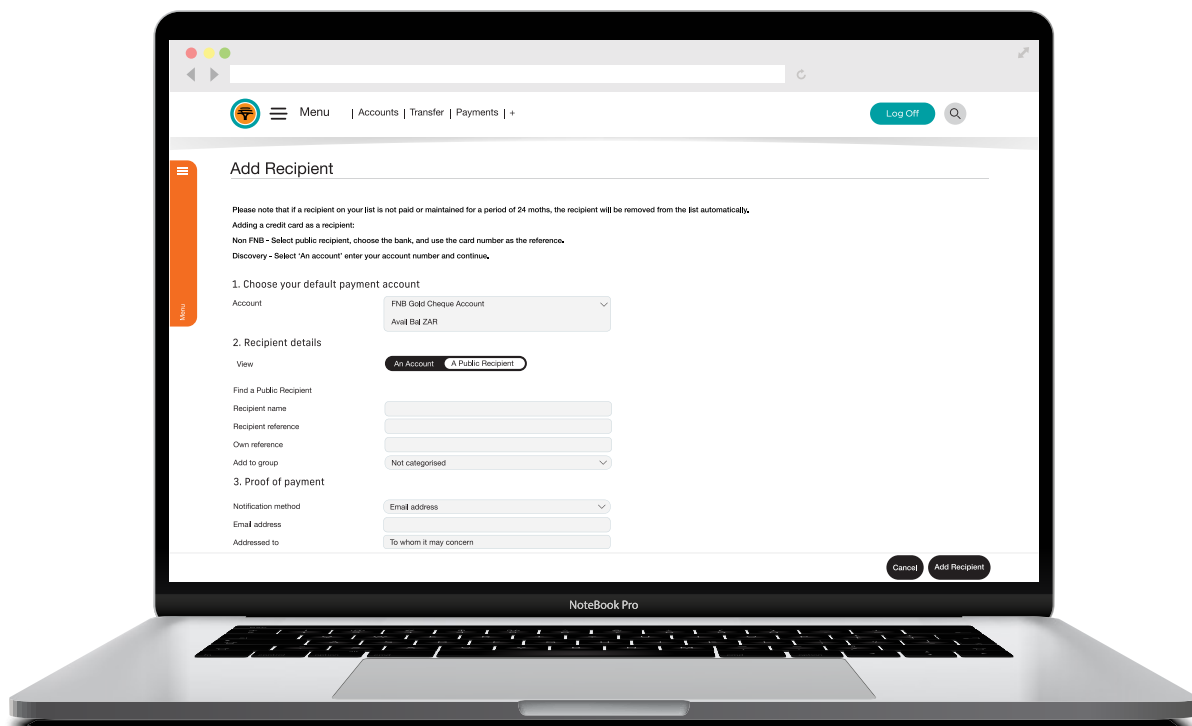 Menu | Accounts | Transfer | Payments | +
Log Off
Add Recipient
Please note that if a recipient on your list is not paid or maintained for a period of 24 moths, the recipient will be removed from the list automatically.
Adding a credit card as a recipient:
Non FNB - Select public recipient, choose the bank, and use the card number as the reference.
Discovery - Select ‘An account’ enter your account number and continue.
Menu
1. Choose your default payment account
Account
FNB Gold Cheque Account
Avail Bal ZAR
2. Recipient details
View
An Account
A Public Recipient
Find a Public Recipient
Recipient name
Recipient reference
Own reference
Add to group
Not categorised
3. Proof of payment
Notification method
Email address
Email address
Addressed to
To whom it may concern
Cancel
Add Recipient
NoteBook Pro